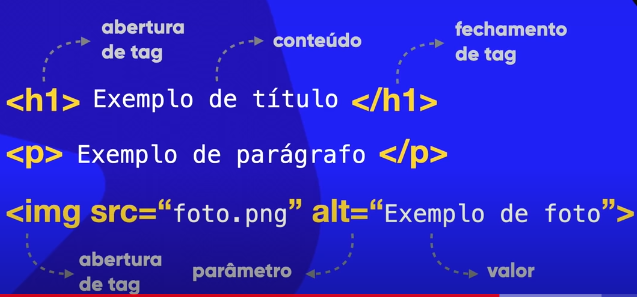 abertura
de tag
conteúdo
fechamento
de tag
<h1> Exemplo de título </h1>
<p> Exemplo de parágrafo </p>
<img src=“foto.png” alt=“Exemplo de foto”>
abertura
de tag
parâmetro
valor